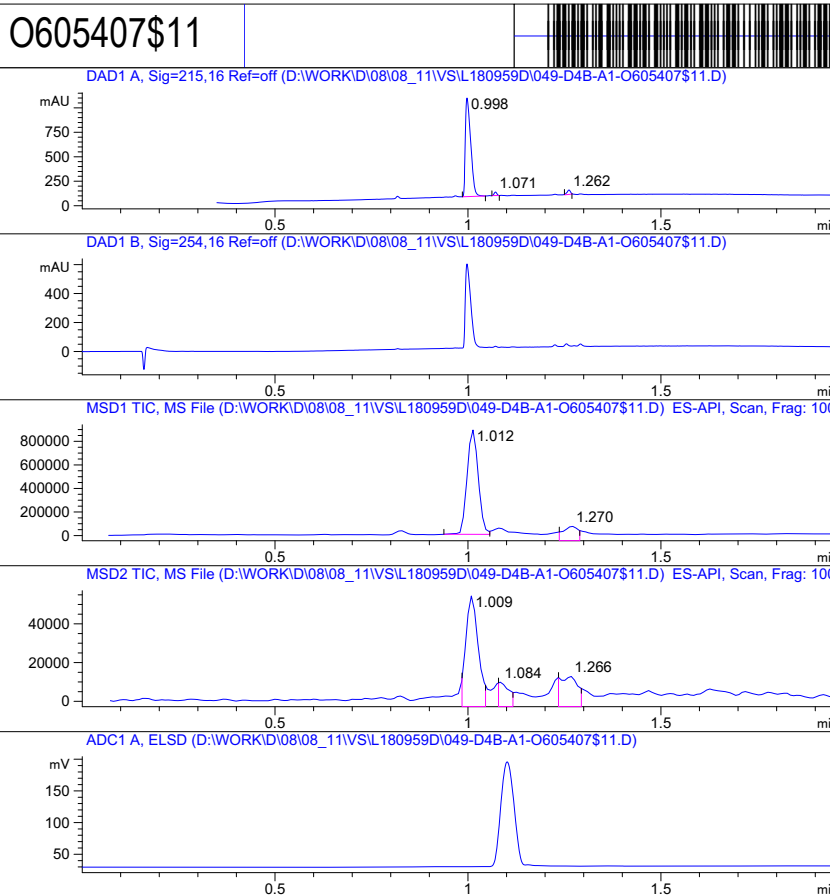 O605407$11
DAD1 A, Sig=215,16 Ref=off (D:\WORK\D\08\08_11\VS\L180959D\049-D4B-A1-O605407$11.D)
mAU
750
500
250
0
0.998
1.071
1.262
0.5
1
1.5
mi
DAD1 B, Sig=254,16 Ref=off (D:\WORK\D\08\08_11\VS\L180959D\049-D4B-A1-O605407$11.D)
mAU
400
200
0
0.5
1
1.5
mi
MSD1 TIC, MS File (D:\WORK\D\08\08_11\VS\L180959D\049-D4B-A1-O605407$11.D) ES-API, Scan, Frag: 100
800000
600000
400000
200000
0
1.012
1.270
0.5
1
1.5
mi
MSD2 TIC, MS File (D:\WORK\D\08\08_11\VS\L180959D\049-D4B-A1-O605407$11.D) ES-API, Scan, Frag: 100
40000
20000
0
1.009
1.084
1.266
0.5
1
1.5
mi
ADC1 A, ELSD (D:\WORK\D\08\08_11\VS\L180959D\049-D4B-A1-O605407$11.D)
mV
150
100
50
0.5
1
1.5
mi